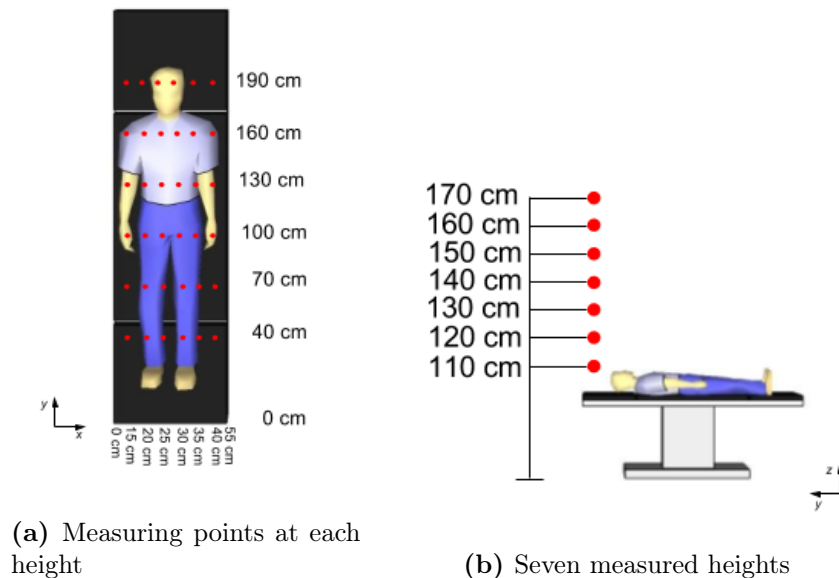 190 cm
160 cm
130 cm
100 cm
70 cm
40 cm
0 cm
y
x
0 cm
15 cm
20 cm
25 cm
30 cm
35 cm
40 cm
55 cm
(a) Measuring points at each
height
170 cm
160 cm
150 cm
140 cm
130 cm
120 cm
110 cm
z
y
(b) Seven measured heights